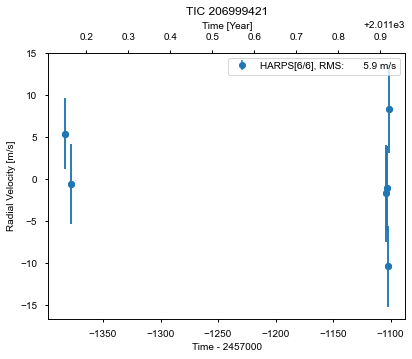 TIC 206999421
Time [Year]
+2.011e3
0.2 0.3 0.4 0.5 0.6 0.7 0.8 0.9
HARPS[6/6], RMS: 5.9 m/s
Radial Velocity [m/s]
15
10
5
0
−5
−10
−15
−1350 −1300 −1250 −1200 −1150 −1100
Time - 2457000